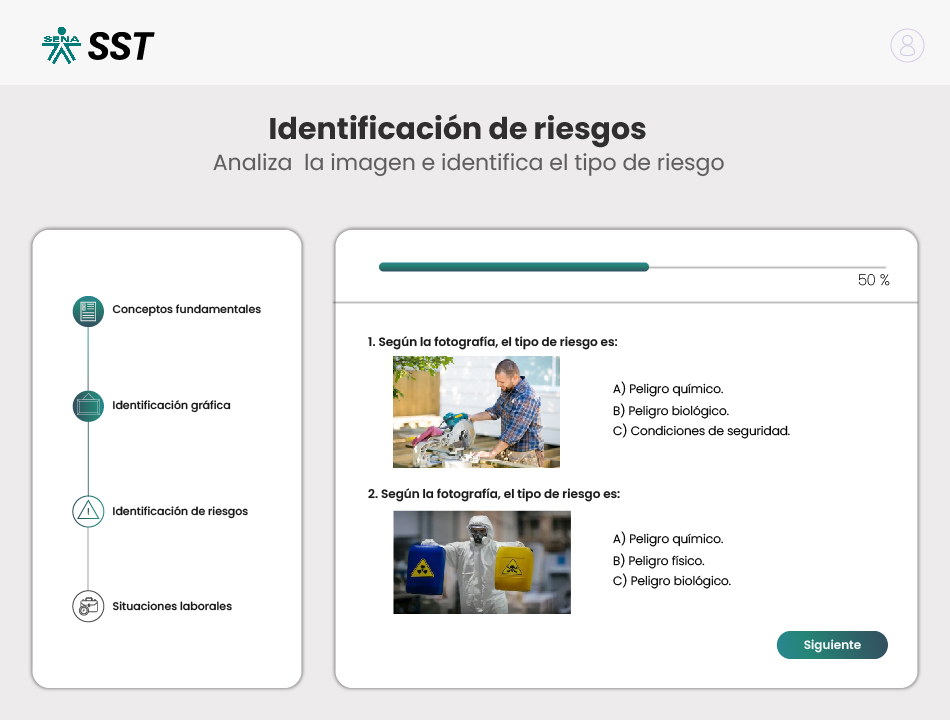 SENA
SST
Identificación de riesgos
Analiza  la imagen e identifica el tipo de riesgo
50 %
Conceptos fundamentales
Identificación gráfica
Identificación de riesgos
Situaciones laborales
1. Según la fotografía, el tipo de riesgo es:
A) Peligro químico.
B) Peligro biológico.
C) Condiciones de seguridad.
2. Según la fotografía, el tipo de riesgo es:
A) Peligro químico.
B) Peligro físico.
C) Peligro biológico.
Siguiente